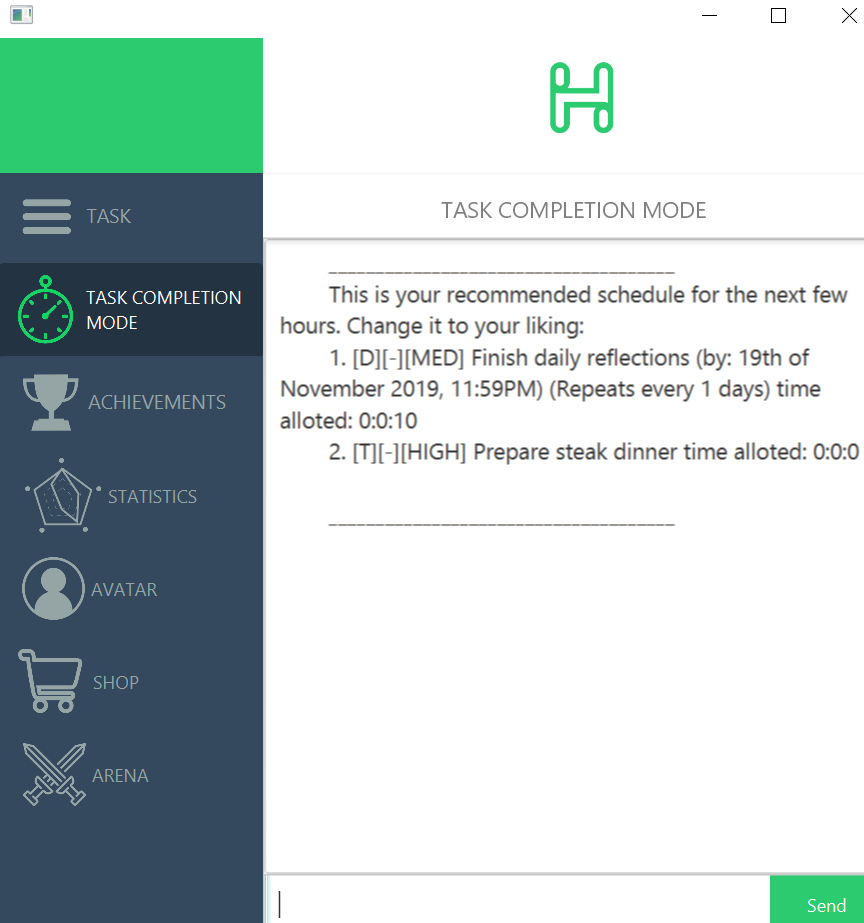 TASK
TASK COMPLETION
MODE
ACHIEVEMENTS
STATISTICS
AVATAR
SHOP
ARENA
TASK COMPLETION MODE
____________________________________
This is your recommended schedule for the next few
hours. Change it to your liking:
1. [D][-][MED] Finish daily reflections (by: 19th of
November 2019, 11:59PM) (Repeats every 1 days) time
alloted: 0:0:10
2. [T][-][HIGH] Prepare steak dinner time alloted: 0:0:0
____________________________________
Send